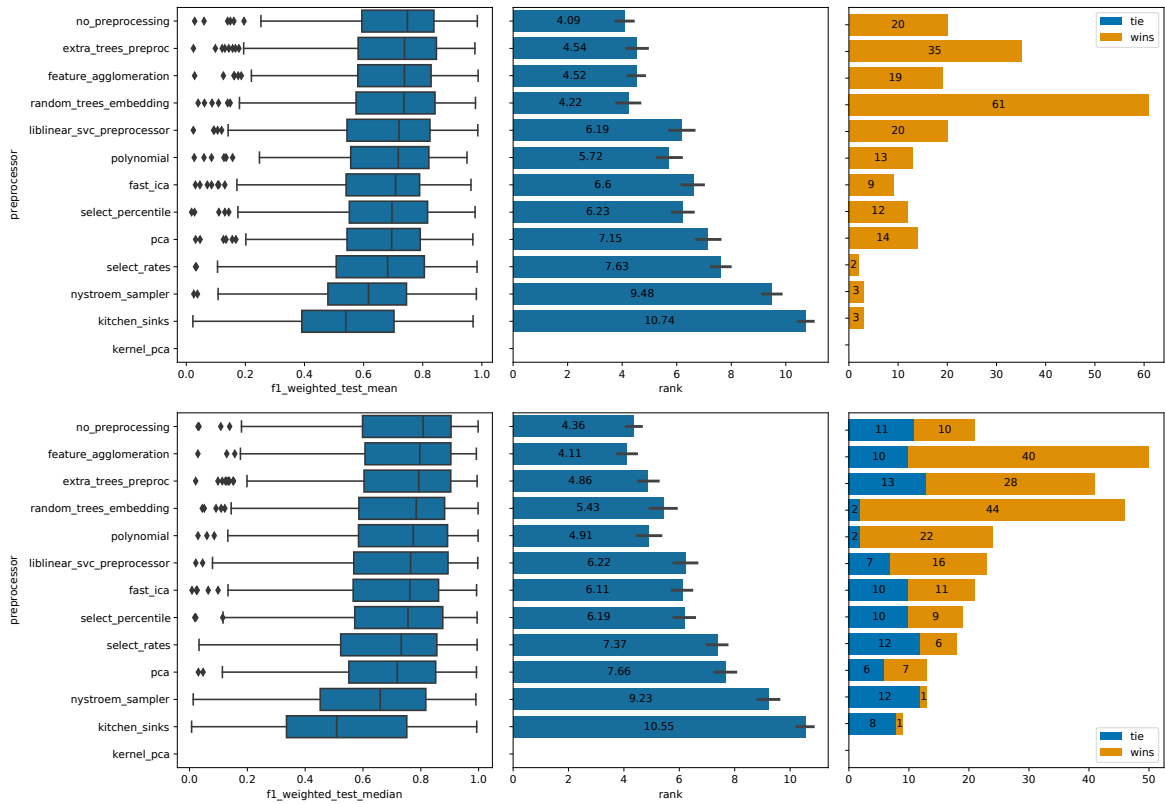 preprocessor
no_preprocessing
extra_trees_preproc
feature_agglomeration
random_trees_embedding
liblinear_svc_preprocessor
polynomial
fast_ica
select_percentile
pca
select_rates
nystroem_sampler
kitchen_sinks
kernel_pca
0.0 0.2 0.4 0.6 0.8 1.0
f1_weighted_test_mean
4.09
4.54
4.52
4.22
6.19
5.72
6.6
6.23
7.15
7.63
9.48
10.74
0 2 4 6 8 10
rank
tie
wins
20
35
19
61
20
13
9
12
14
2
3
3
0 10 20 30 40 50 60
preprocessor
no_preprocessing
feature_agglomeration
extra_trees_preproc
random_trees_embedding
polynomial
liblinear_svc_preprocessor
fast_ica
select_percentile
select_rates
pca
nystroem_sampler
kitchen_sinks
kernel_pca
0.0 0.2 0.4 0.6 0.8 1.0
f1_weighted_test_median
4.36
4.11
4.86
5.43
4.91
6.22
6.11
6.19
7.37
7.66
9.23
10.55
0 2 4 6 8 10
rank
11 10
10 40
13 28
2 44
2 22
7 16
10 11
10 9
12 6
6 7
12 1
8 1
tie
wins
0 10 20 30 40 50